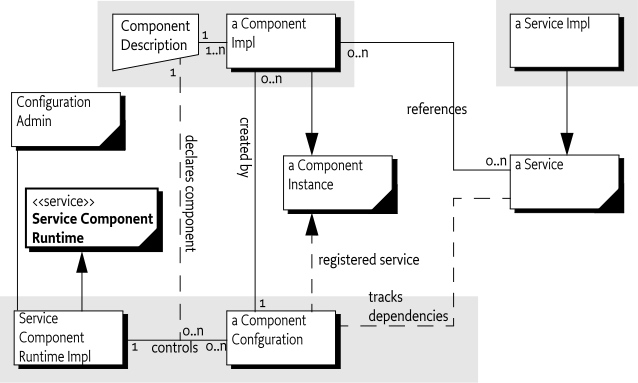 Component
Description
1
1..n
1
a Component
Impl
0..n
0..n
a Service Impl
Configuration
Admin
declares component
created by
references
a Component
Instance
0..n
a Service
<<service>>
Service Component
Runtime
registered service
tracks
dependencies
Service
Component
Runtime Impl
1
controls
0..n
0..n
1
a Component
Confguration